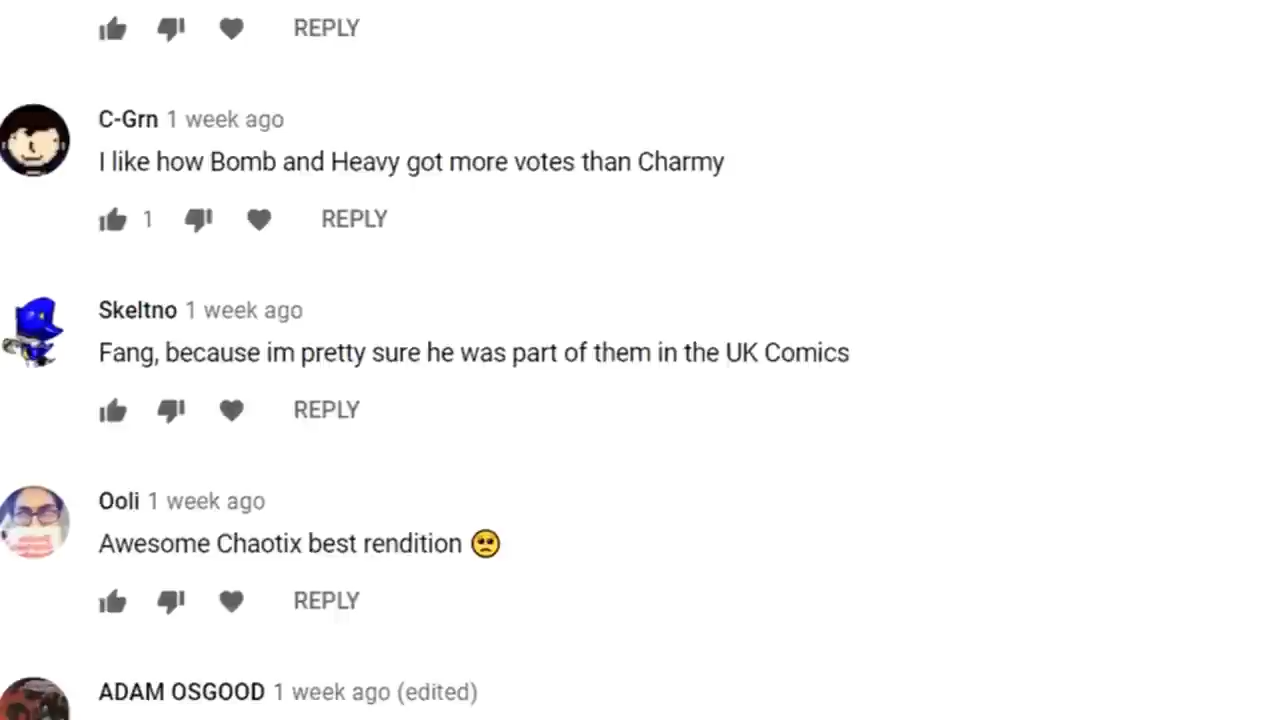 REPLY
C-Grn 1 week ago
I like how Bomb and Heavy got more votes than Charmy
1 REPLY
Skeltno 1 week ago
Fang, because im pretty sure he was part of them in the UK Comics
REPLY
Ooli 1 week ago
Awesome Chaotix best rendition 🥺
REPLY
ADAM OSGOOD 1 week ago (edited)